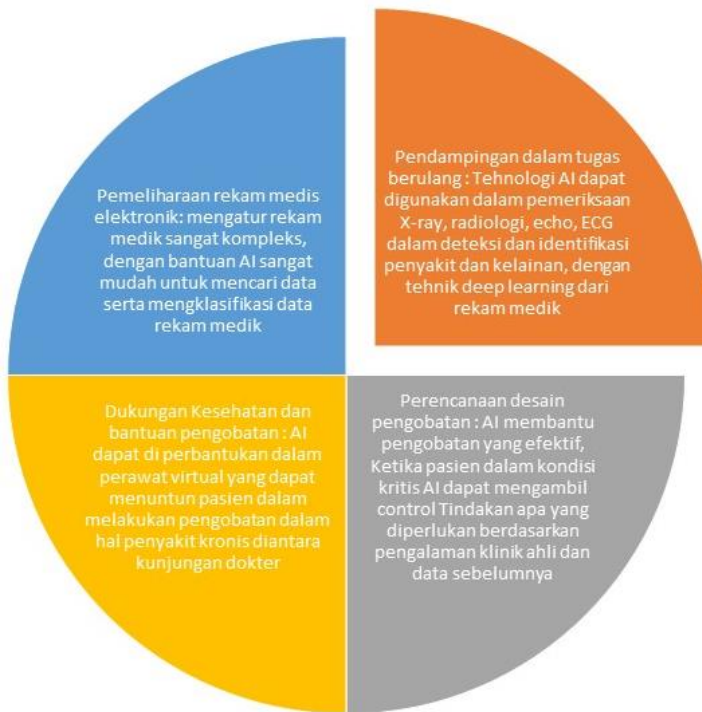 Pemeliharaan rekam medis
elektronik: mengatur rekam
medik sangat kompleks,
dengan bantuan AI sangat
mudah untuk mencari data
serta mengklasifikasi data
rekam medik
Pendampingan dalam tugas
berulang : Tehnologi AI dapat
digunakan dalam pemeriksaan
X-ray, radiologi, echo, ECG
dalam deteksi dan identifikasi
penyakit dan kelainan, dengan
tehnik deep learning dari
rekam medik
Dukungan Kesehatan dan
bantuan pengobatan : AI
dapat di perbantukan dalam
perawat virtual yang dapat
menuntun pasien dalam
melakukan pengobatan dalam
hal penyakit kronis diantara
kunjungan dokter
Perencanaan desain
pengobatan : AI membantu
pengobatan yang efektif,
Ketika pasien dalam kondisi
kritis AI dapat mengambil
control Tindakan apa yang
diperlukan berdasarkan
pengalaman klinik ahli dan
data sebelumnya